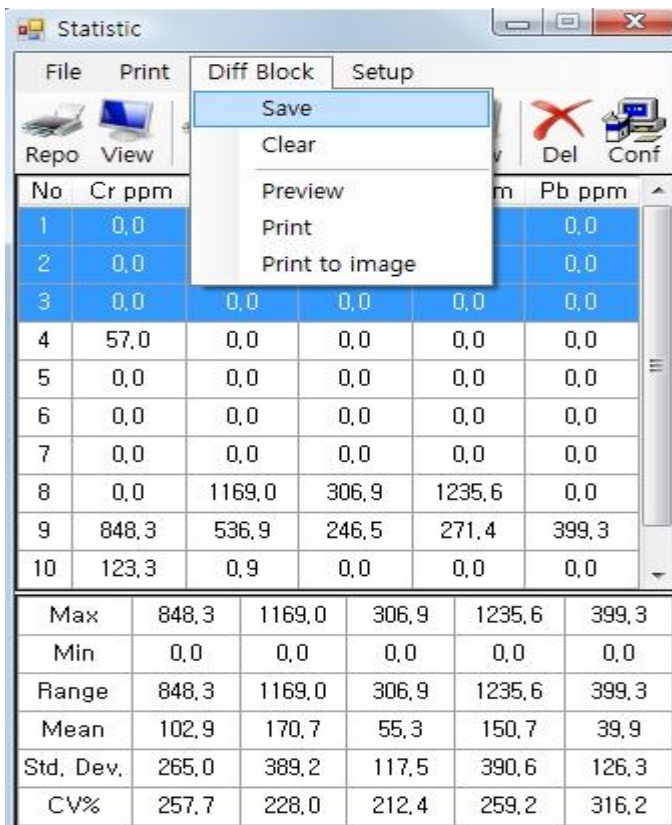 Statistic
File Print Diff Block Setup
Save
Clear
Preview
Print
Print to image
Repo View Del Conf
No Cr ppm m Pb ppm
1 0,0 0,0
2 0,0 0,0
3 0,0 0,0 0,0 0,0 0,0
4 57,0 0,0 0,0 0,0 0,0
5 0,0 0,0 0,0 0,0 0,0
6 0,0 0,0 0,0 0,0 0,0
7 0,0 0,0 0,0 0,0 0,0
8 0,0 1169,0 306,9 1235,6 0,0
9 848,3 536,9 246,5 271,4 399,3
10 123,3 0,9 0,0 0,0 0,0
Max 848,3 1169,0 306,9 1235,6 399,3
Min 0,0 0,0 0,0 0,0 0,0
Range 848,3 1169,0 306,9 1235,6 399,3
Mean 102,9 170,7 55,3 150,7 39,9
Std, Dev, 265,0 389,2 117,5 390,6 126,3
CV% 257,7 228,0 212,4 259,2 316,2